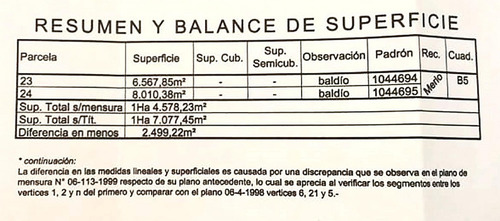 RESUMEN Y BALANCE DE SUPERFICIE
Parcela Superficie Sup. Cub. Sup. Semicub. Observación Padrón Rec. Cuad.
23 6.567,85m² - - baldío 1044694 Merlo B5
24 8.010,38m² - - baldío 1044695
Sup. Total s/mensura 1Ha 4.578,23m²
Sup. Total s/Tít. 1Ha 7.077,45m²
Diferencia en menos 2.499,22m²
* continuación:
La diferencia en las medidas lineales y superficiales es causada por una discrepancia que se observa en el plano de
mensura N° 06-113-1999 respecto de su plano antecedente, lo cual se aprecia al verificar los segmentos entre los
vertices 1, 2 y n del primero y comparar con el plano 06-4-1998 vertices 6, 21 y 5.-